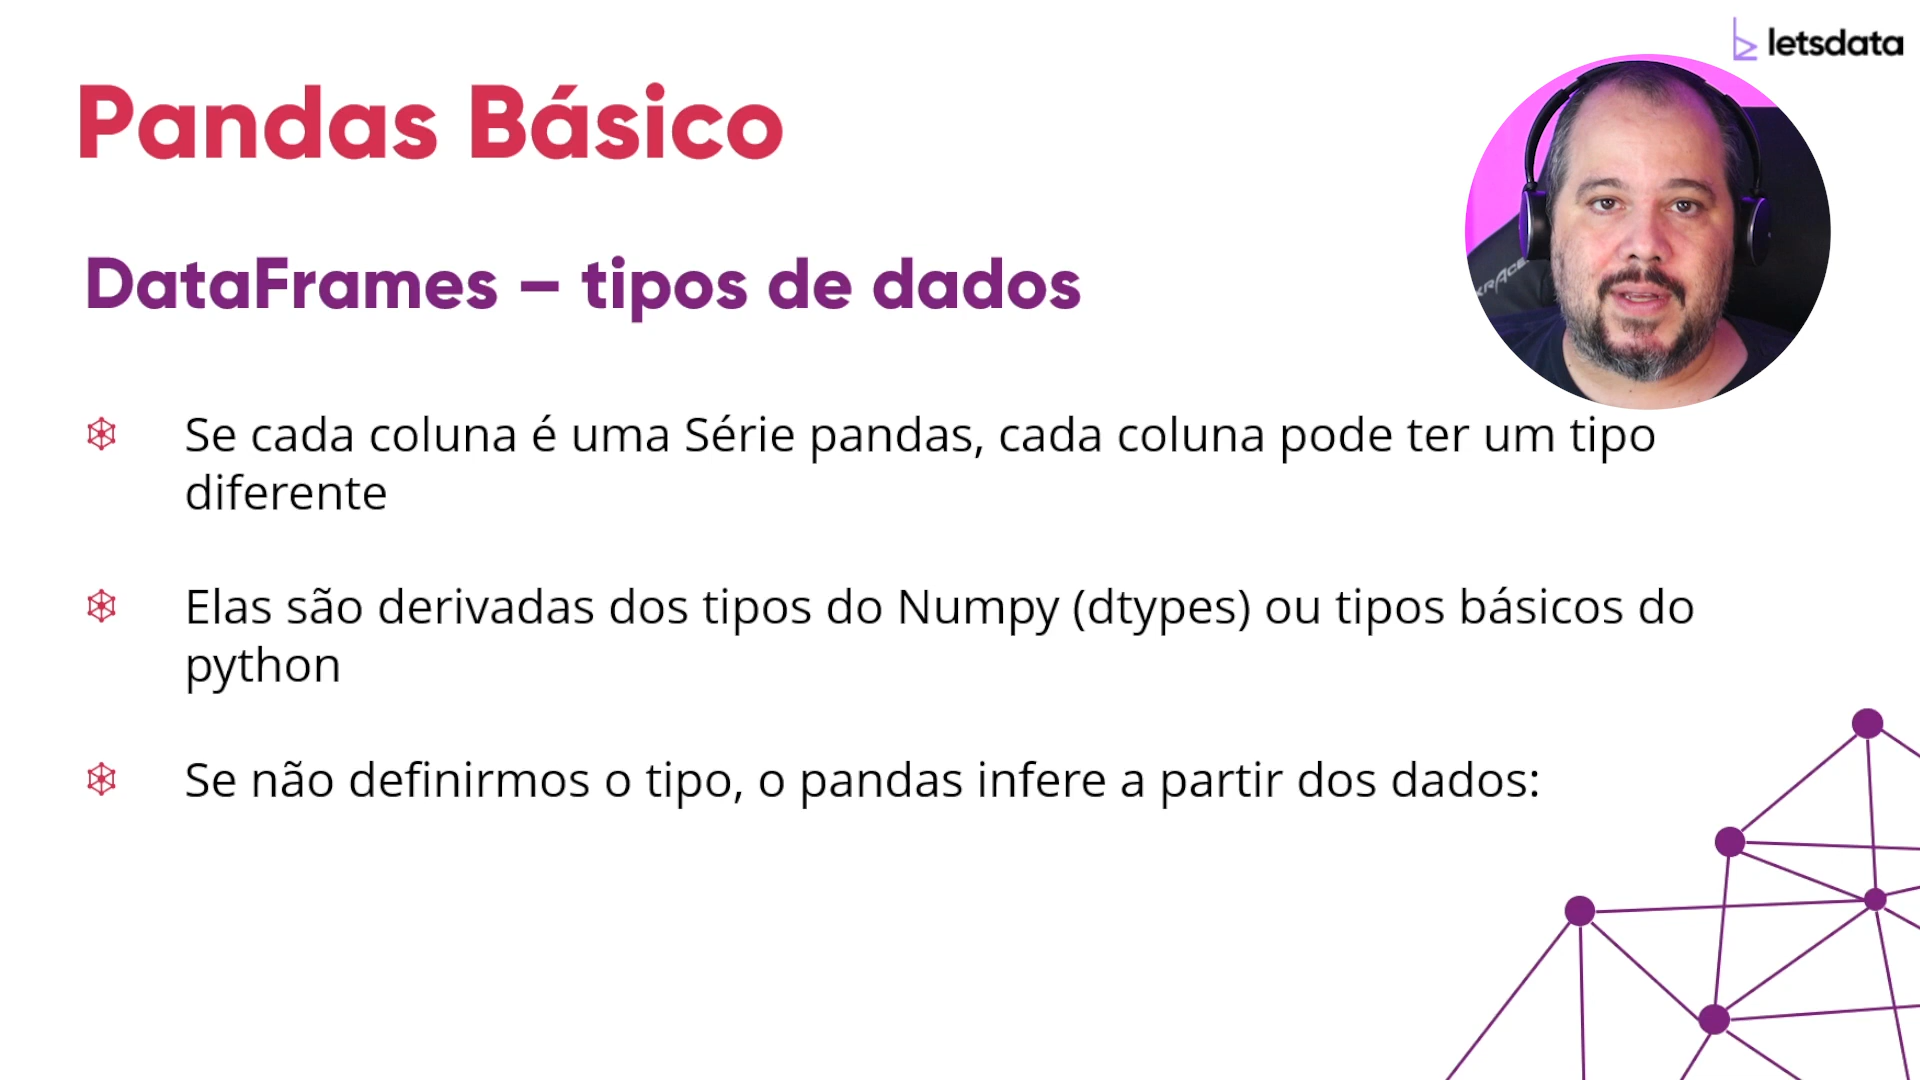 letsdata
Pandas Básico
DataFrames – tipos de dados
Se cada coluna é uma Série pandas, cada coluna pode ter um tipo
diferente
Elas são derivadas dos tipos do Numpy (dtypes) ou tipos básicos do
python
Se não definirmos o tipo, o pandas infere a partir dos dados: